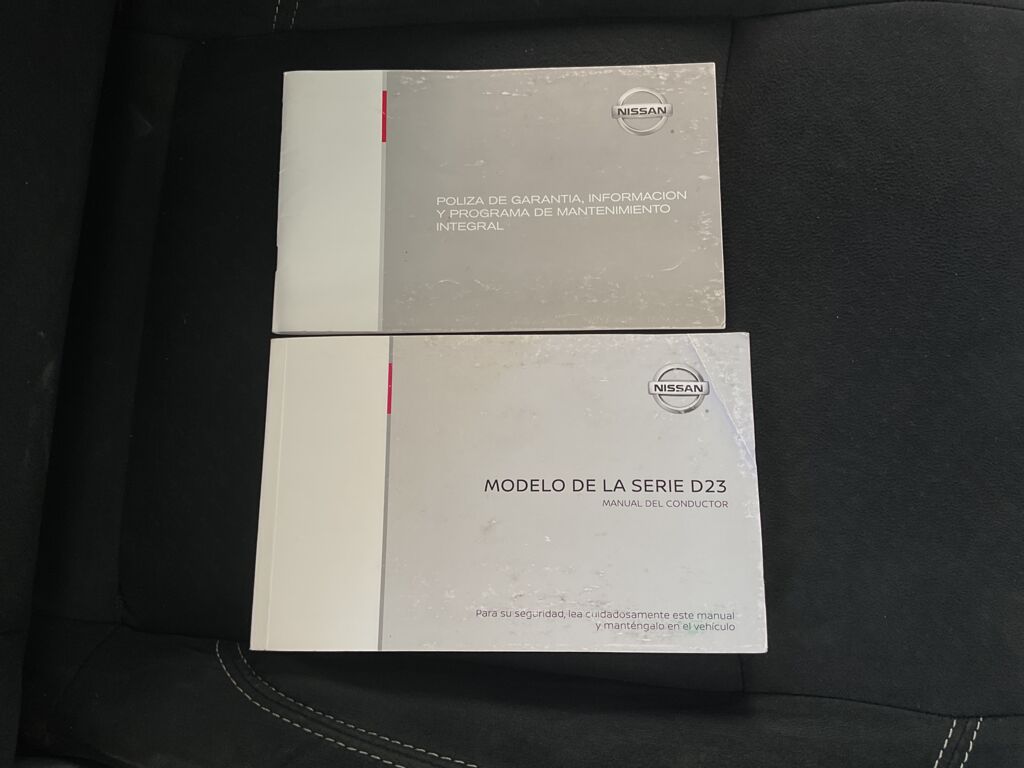 NISSAN
POLIZA DE GARANTIA, INFORMACION
Y PROGRAMA DE MANTENIMIENTO
INTEGRAL
NISSAN
MODELO DE LA SERIE D23
MANUAL DEL CONDUCTOR
Para su seguridad, lea cuidadosamente este manual
y manténgalo en el vehículo